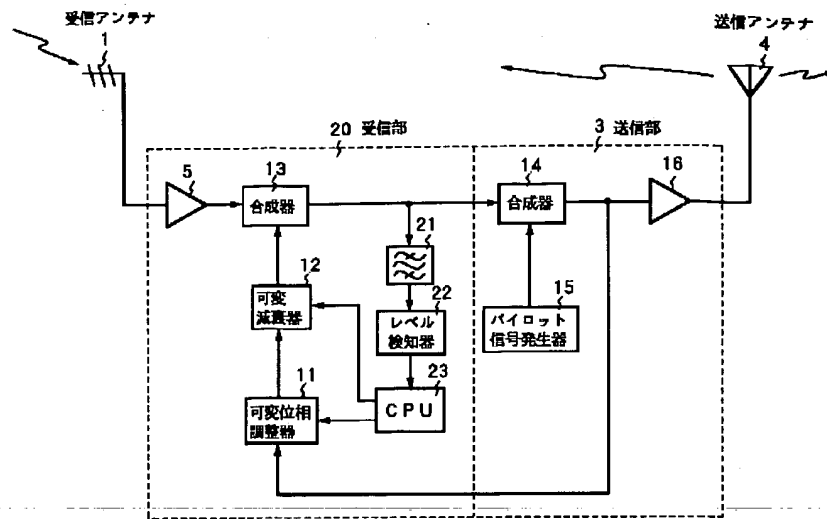 受信アンテナ
1
送信アンテナ
4
20 受信部
3 送信部
5
13
合成器
14
合成器
16
21
12
可変
減衰器
22
レベル
検知器
15
パイロット
信号発生器
11
可変位相
調整器
23
CPU